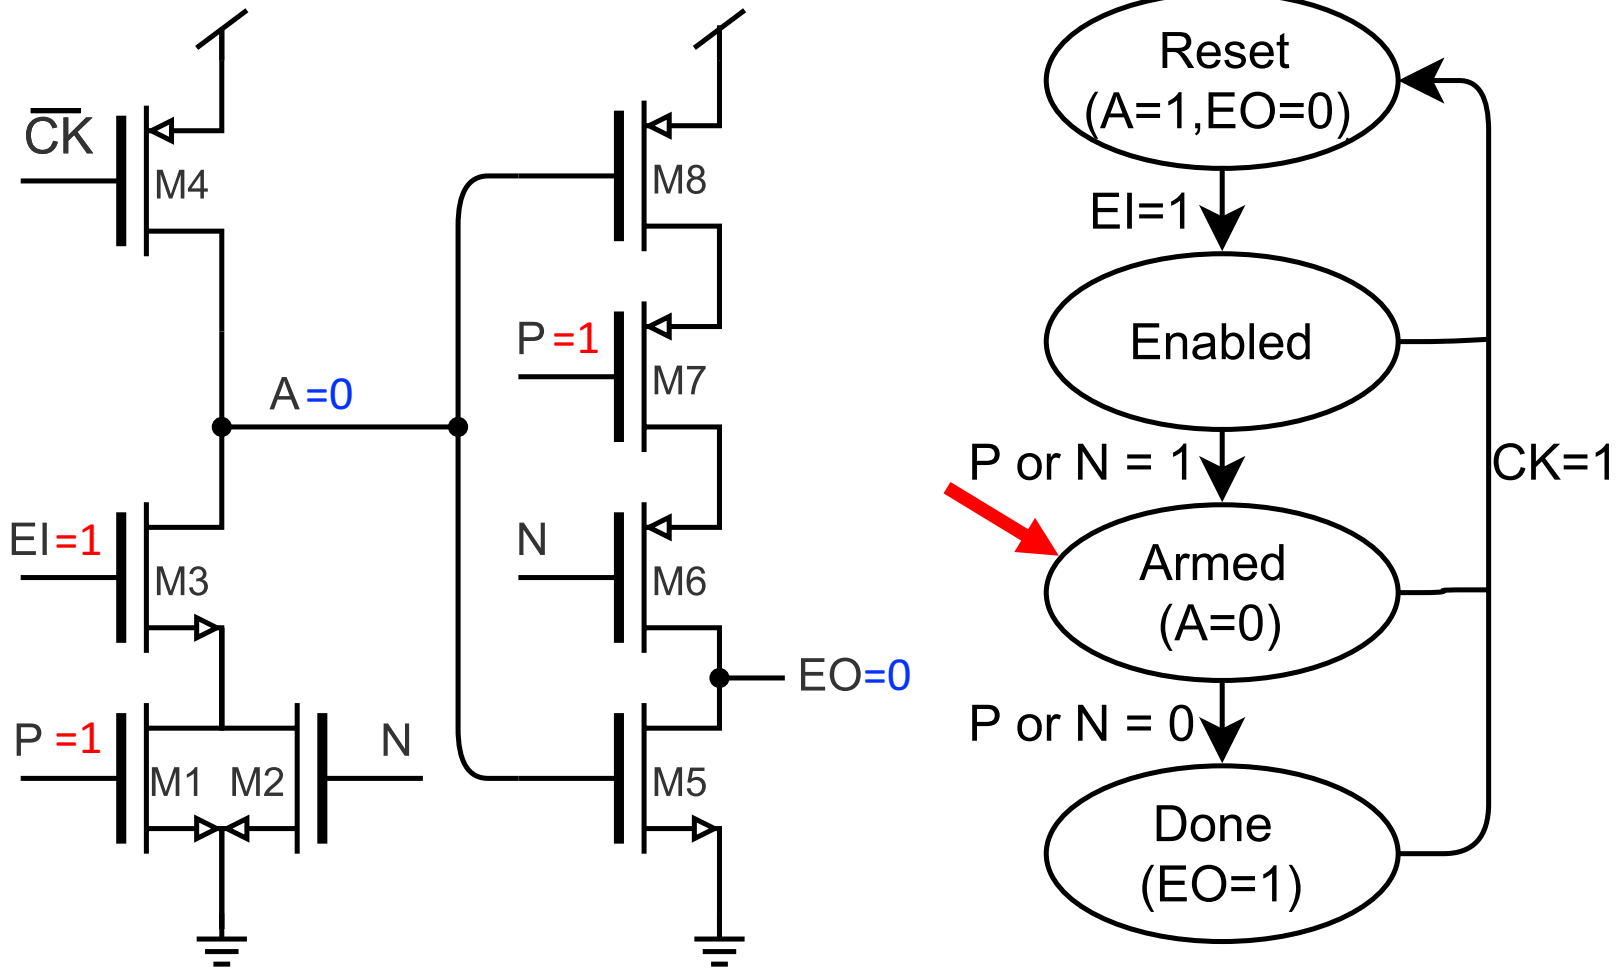 CK
M4
A =0
EI =1
M3
P =1
M1
M2
N
M8
P =1
M7
N
M6
EO=0
M5
Reset
(A=1,EO=0)
EI=1
Enabled
P or N = 1
CK=1
Armed
(A=0)
P or N = 0
Done
(EO=1)